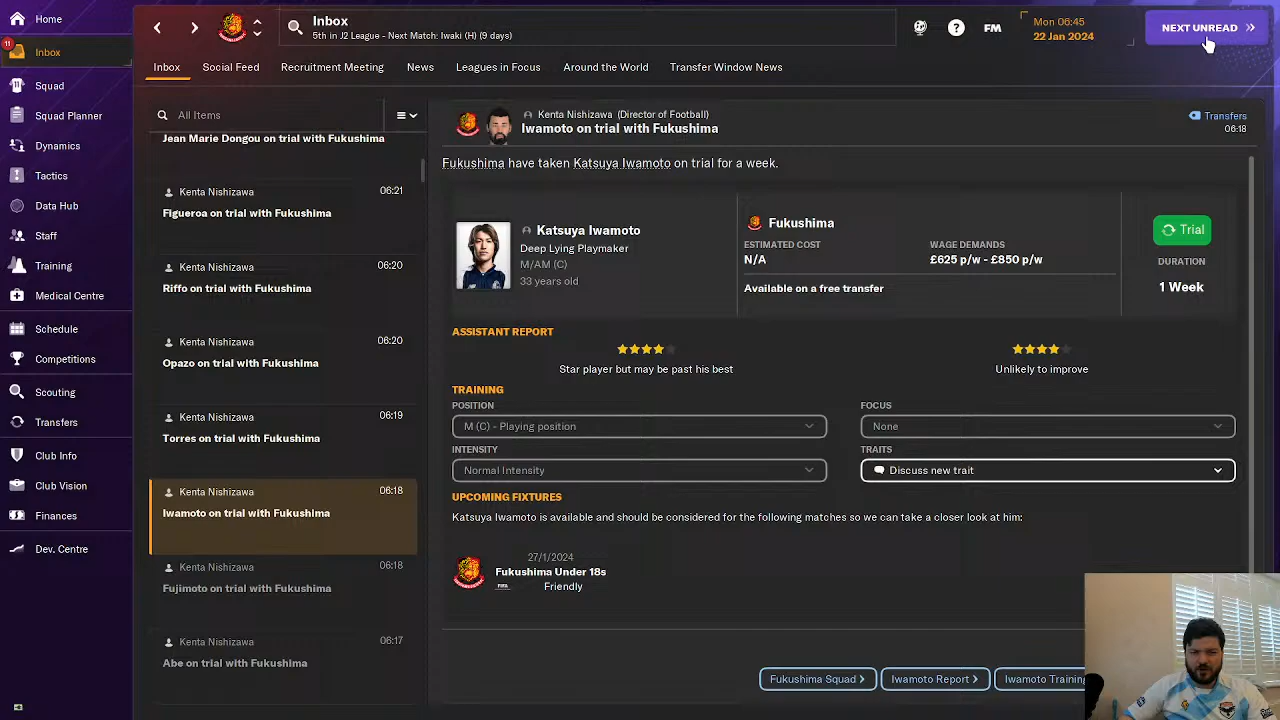 Home
11
Inbox
Squad
Squad Planner
Dynamics
Tactics
Data Hub
Staff
Training
Medical Centre
Schedule
Competitions
Scouting
Transfers
Club Info
Club Vision
Finances
Dev. Centre
Inbox
5th in J2 League - Next Match: Iwaki (H) (9 days)
?
FM
Mon 06:45
22 Jan 2024
NEXT UNREAD
Inbox
Social Feed
Recruitment Meeting
News
Leagues in Focus
Around the World
Transfer Window News
All Items
Jean Marie Dongou on trial with Fukushima
Kenta Nishizawa 06:21
Figueroa on trial with Fukushima
Kenta Nishizawa 06:20
Riffo on trial with Fukushima
Kenta Nishizawa 06:20
Opazo on trial with Fukushima
Kenta Nishizawa 06:19
Torres on trial with Fukushima
Kenta Nishizawa 06:18
Iwamoto on trial with Fukushima
Kenta Nishizawa 06:18
Fujimoto on trial with Fukushima
Kenta Nishizawa 06:17
Abe on trial with Fukushima
Kenta Nishizawa (Director of Football)
Iwamoto on trial with Fukushima
Transfers
06:18
Fukushima have taken Katsuya Iwamoto on trial for a week.
Katsuya Iwamoto
Deep Lying Playmaker
M/AM (C)
33 years old
Fukushima
ESTIMATED COST
N/A
WAGE DEMANDS
£625 p/w - £850 p/w
Available on a free transfer
Trial
DURATION
1 Week
ASSISTANT REPORT
Star player but may be past his best
Unlikely to improve
TRAINING
POSITION
M (C) - Playing position
FOCUS
None
INTENSITY
Normal Intensity
TRAITS
Discuss new trait
UPCOMING FIXTURES
Katsuya Iwamoto is available and should be considered for the following matches so we can take a closer look at him:
27/1/2024
Fukushima Under 18s
FIFA
Friendly
Fukushima Squad
Iwamoto Report
Iwamoto Training